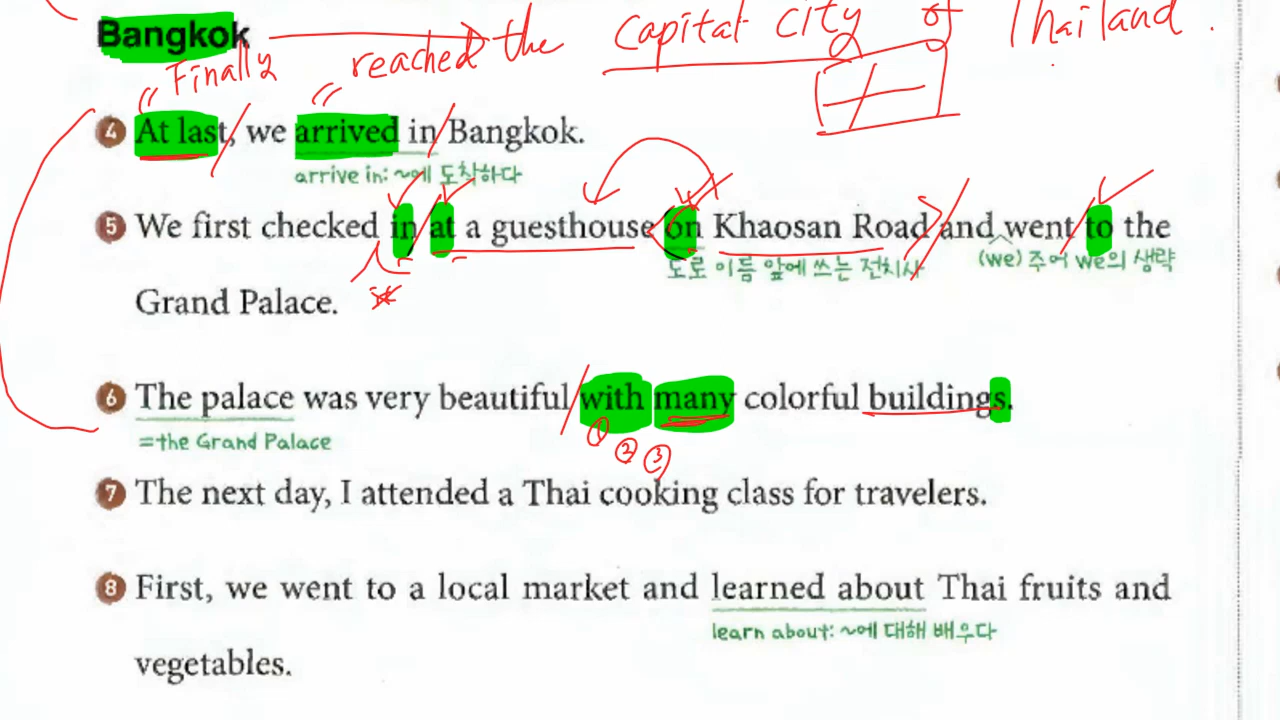 Bangkok → the capital city of Thailand.
Finally reached
④ At last, we arrived in Bangkok.
arrive in: ~에 도착하다
⑤ We first checked in at a guesthouse on Khaosan Road and went to the
도로 이름 앞에 쓰는 전치사 (we) 주어 we의 생략
Grand Palace.
⑥ The palace was very beautiful with many colorful buildings.
=the Grand Palace
① ② ③
⑦ The next day, I attended a Thai cooking class for travelers.
⑧ First, we went to a local market and learned about Thai fruits and
learn about: ~에 대해 배우다
vegetables.